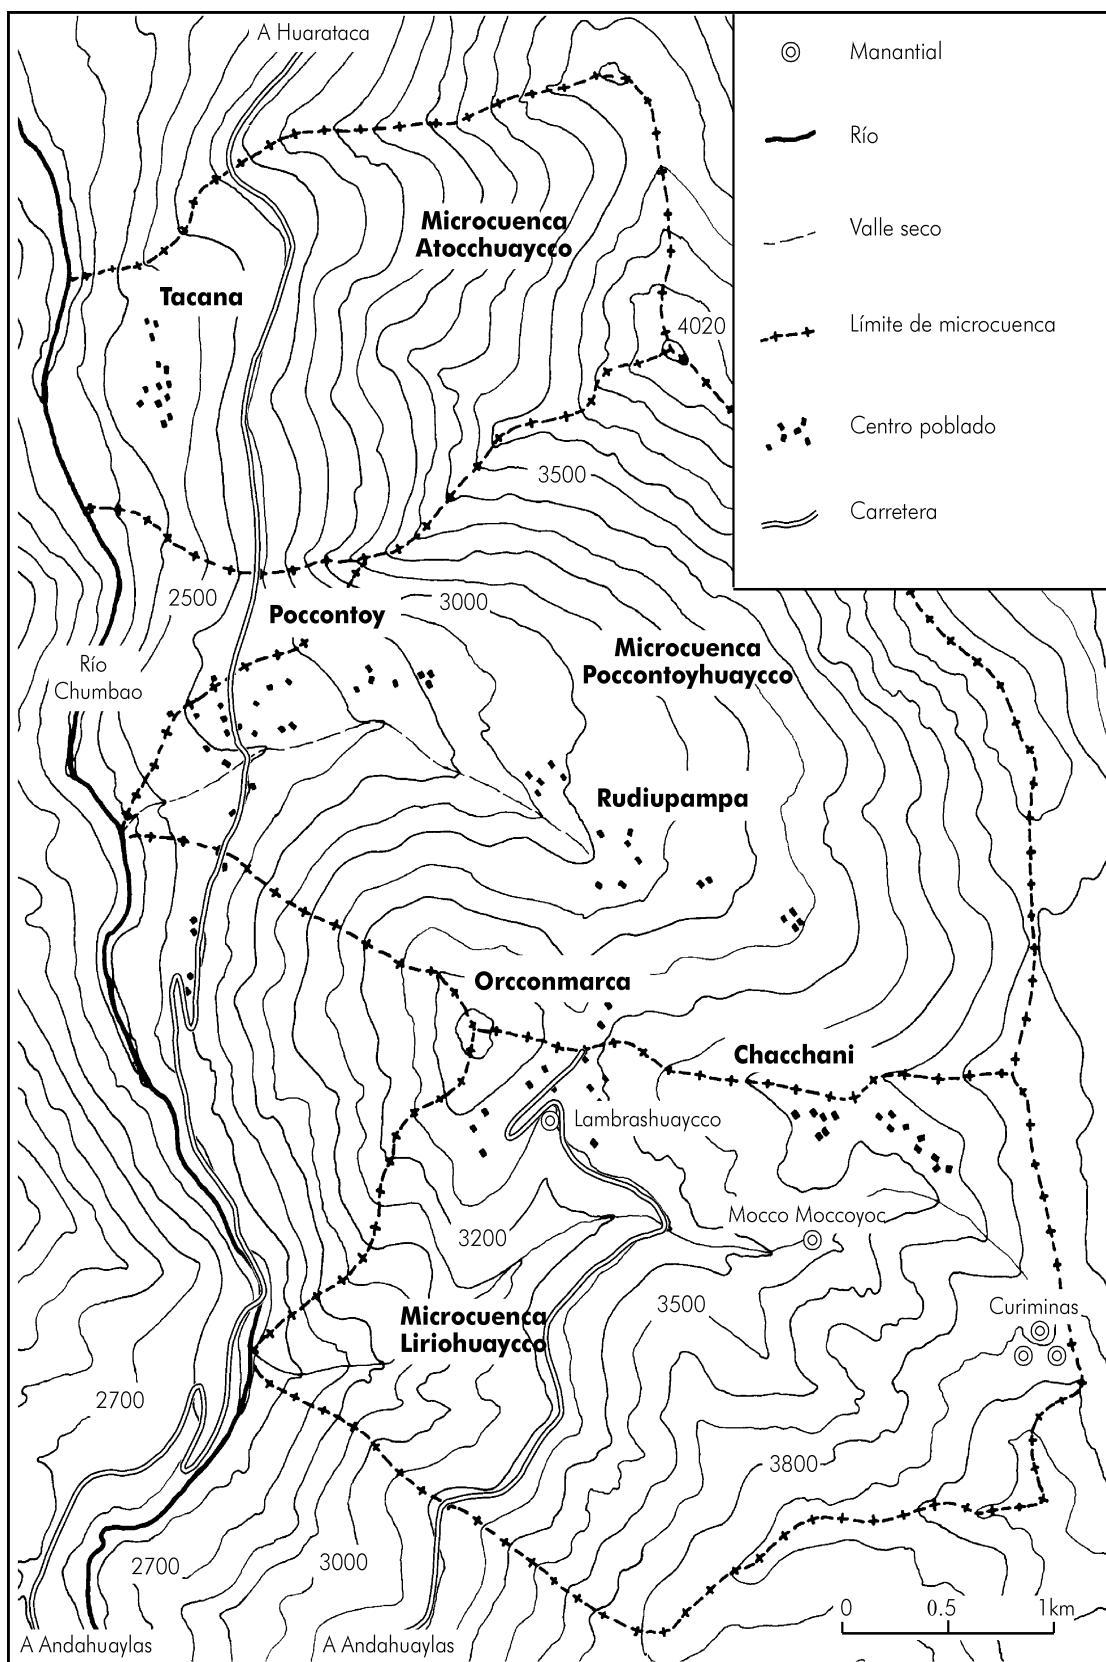 A Huarataca
Manantial
Río
Valle seco
Límite de microcuenca
Centro poblado
Carretera
Microcuenca
Atocchuaycco
Tacana
4020
3500
2500
Poccontoy
3000
Microcuenca
Poccontoyhuaycco
Río
Chumbao
Rudiupampa
Orcconmarca
Chacchani
Lambrashuaycco
Mocco Moccoyoc
3200
3500
Curiminas
Microcuenca
Liriohuaycco
2700
3800
2700
3000
0
0.5
1km
A Andahuaylas
A Andahuaylas